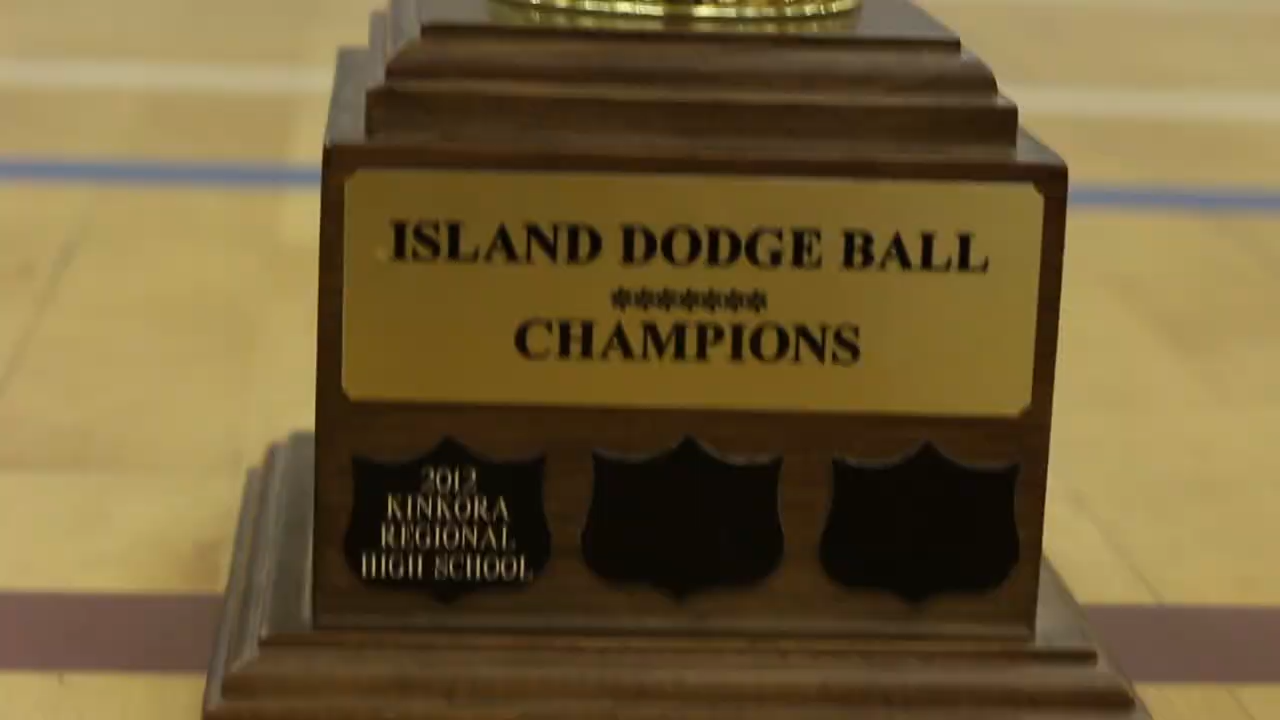 ISLAND DODGE BALL
*******
CHAMPIONS
2012
KINKORA
REGIONAL
HIGH SCHOOL